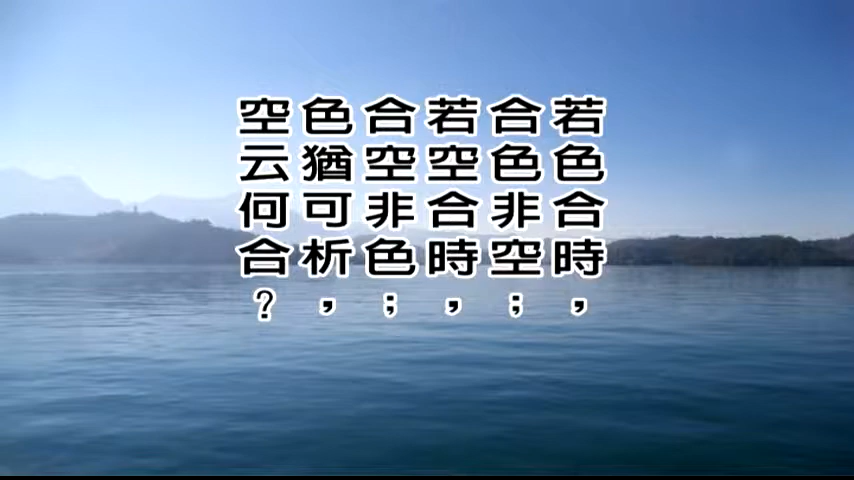 若色合時，
合色非空；
若空合時，
合空非色；
色猶可析，
空云何合？